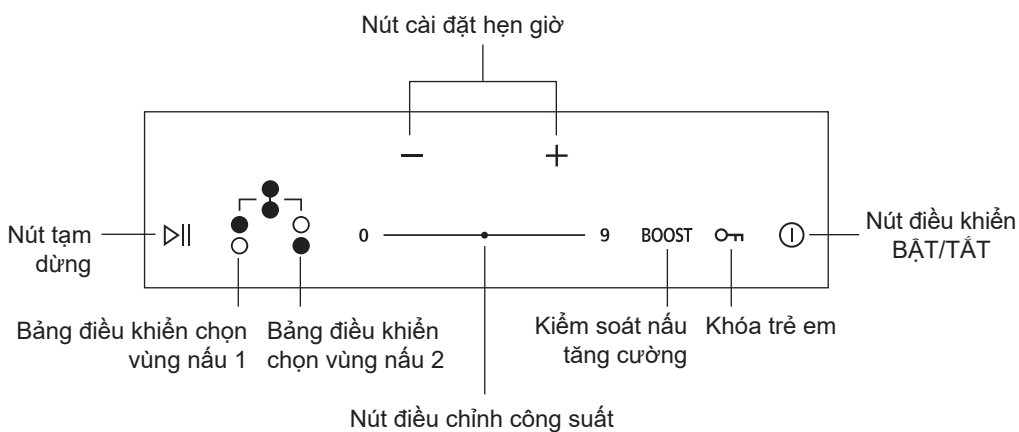 Nút cài đặt hẹn giờ
Nút tạm
dừng
0
9
BOOST
Nút điều khiển
BẬT/TẮT
Bảng điều khiển chọn
vùng nấu 1
Bảng điều khiển
chọn vùng nấu 2
Kiểm soát nấu
tăng cường
Khóa trẻ em
Nút điều chỉnh công suất